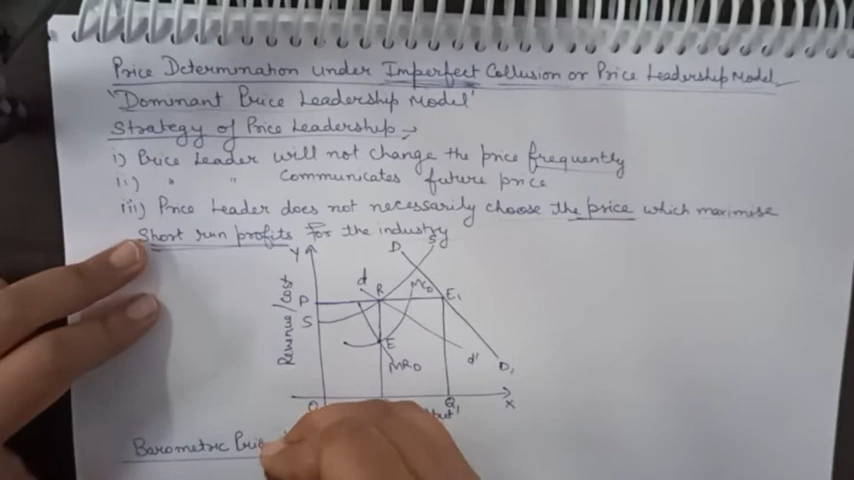 Price Determination under Imperfect Collusion or Price Leadership Model
'Dominant Price Leadership Model'
Strategy of Price Leadership →
i) Price Leader will not change the price frequently
ii) " " Communicates future price
iii) Price Leader does not necessarily choose the price which maximise
Short run profits for the industry
Y
D
S
d
MCD
P
R
E1
S
Revenue/cost
E
d'
MRD
D1
O
Q1
X
Barometric